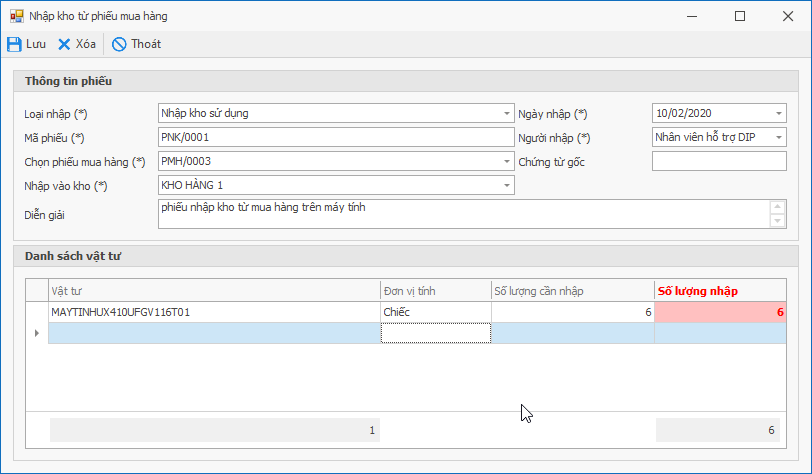 Nhập kho từ phiếu mua hàng
Lưu Xóa Thoát
Thông tin phiếu
Loại nhập (*) Nhập kho sử dụng Ngày nhập (*) 10/02/2020
Mã phiếu (*) PNK/0001 Người nhập (*) Nhân viên hỗ trợ DIP
Chọn phiếu mua hàng (*) PMH/0003 Chứng từ gốc
Nhập vào kho (*) KHO HÀNG 1
Diễn giải phiếu nhập kho từ mua hàng trên máy tính
Danh sách vật tư
Vật tư Đơn vị tính Số lượng cần nhập Số lượng nhập
MAYTINHUX410UFGV116T01 Chiếc 6 6
1 6